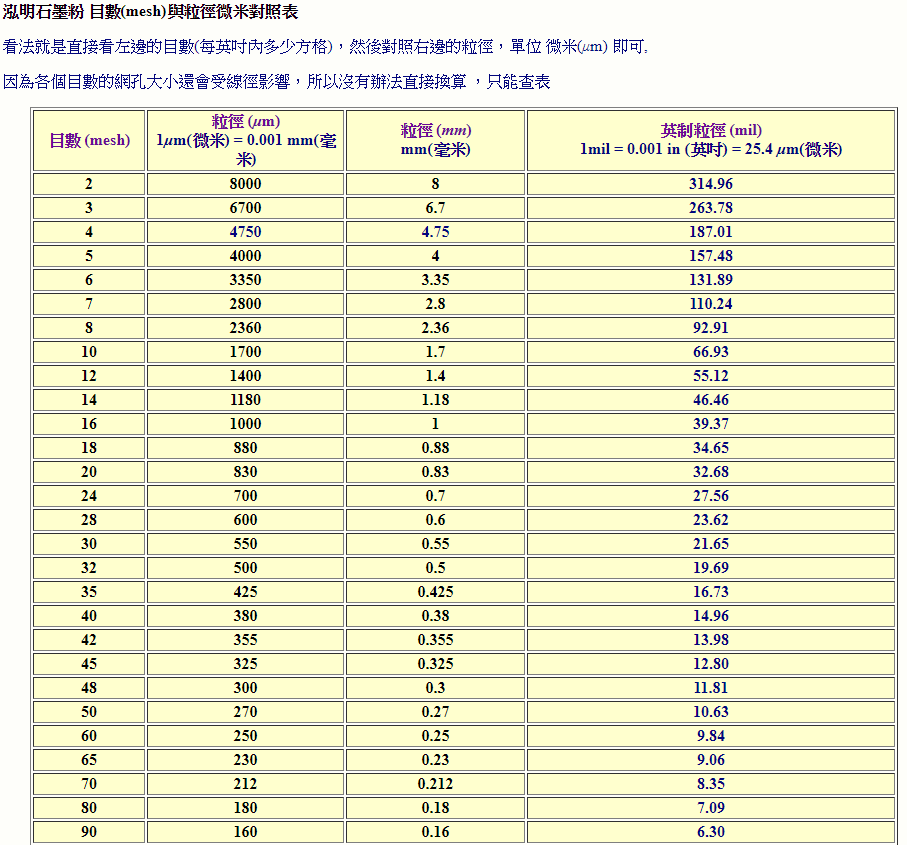 泓明石墨粉 目數(mesh)與粒徑微米對照表
看法就是直接看左邊的目數(每英吋內多少方格)，然後對照右邊的粒徑，單位 微米(μm) 即可,
因為各個目數的網孔大小還會受線徑影響，所以沒有辦法直接換算 ，只能查表
目數 (mesh) 粒徑 (μm) 1μm(微米) = 0.001 mm(毫米) 粒徑 (mm) mm(毫米) 英制粒徑 (mil) 1mil = 0.001 in (英吋) = 25.4 μm(微米)
2 8000 8 314.96
3 6700 6.7 263.78
4 4750 4.75 187.01
5 4000 4 157.48
6 3350 3.35 131.89
7 2800 2.8 110.24
8 2360 2.36 92.91
10 1700 1.7 66.93
12 1400 1.4 55.12
14 1180 1.18 46.46
16 1000 1 39.37
18 880 0.88 34.65
20 830 0.83 32.68
24 700 0.7 27.56
28 600 0.6 23.62
30 550 0.55 21.65
32 500 0.5 19.69
35 425 0.425 16.73
40 380 0.38 14.96
42 355 0.355 13.98
45 325 0.325 12.80
48 300 0.3 11.81
50 270 0.27 10.63
60 250 0.25 9.84
65 230 0.23 9.06
70 212 0.212 8.35
80 180 0.18 7.09
90 160 0.16 6.30